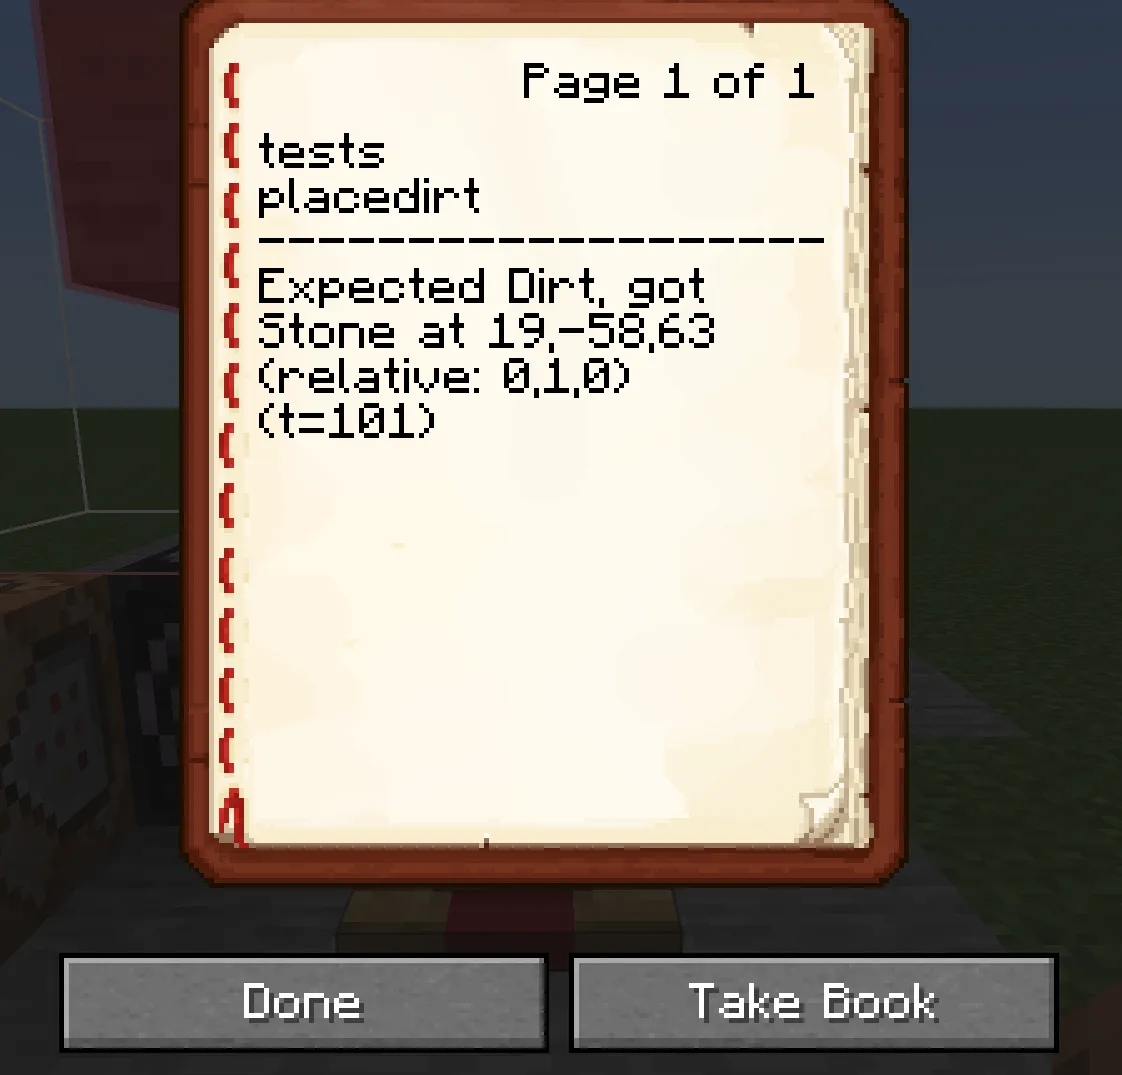 Page 1 of 1
tests
placedirt
-------------------
Expected Dirt, got
Stone at 19,-58,63
(relative: 0,1,0)
(t=101)
Done
Take Book